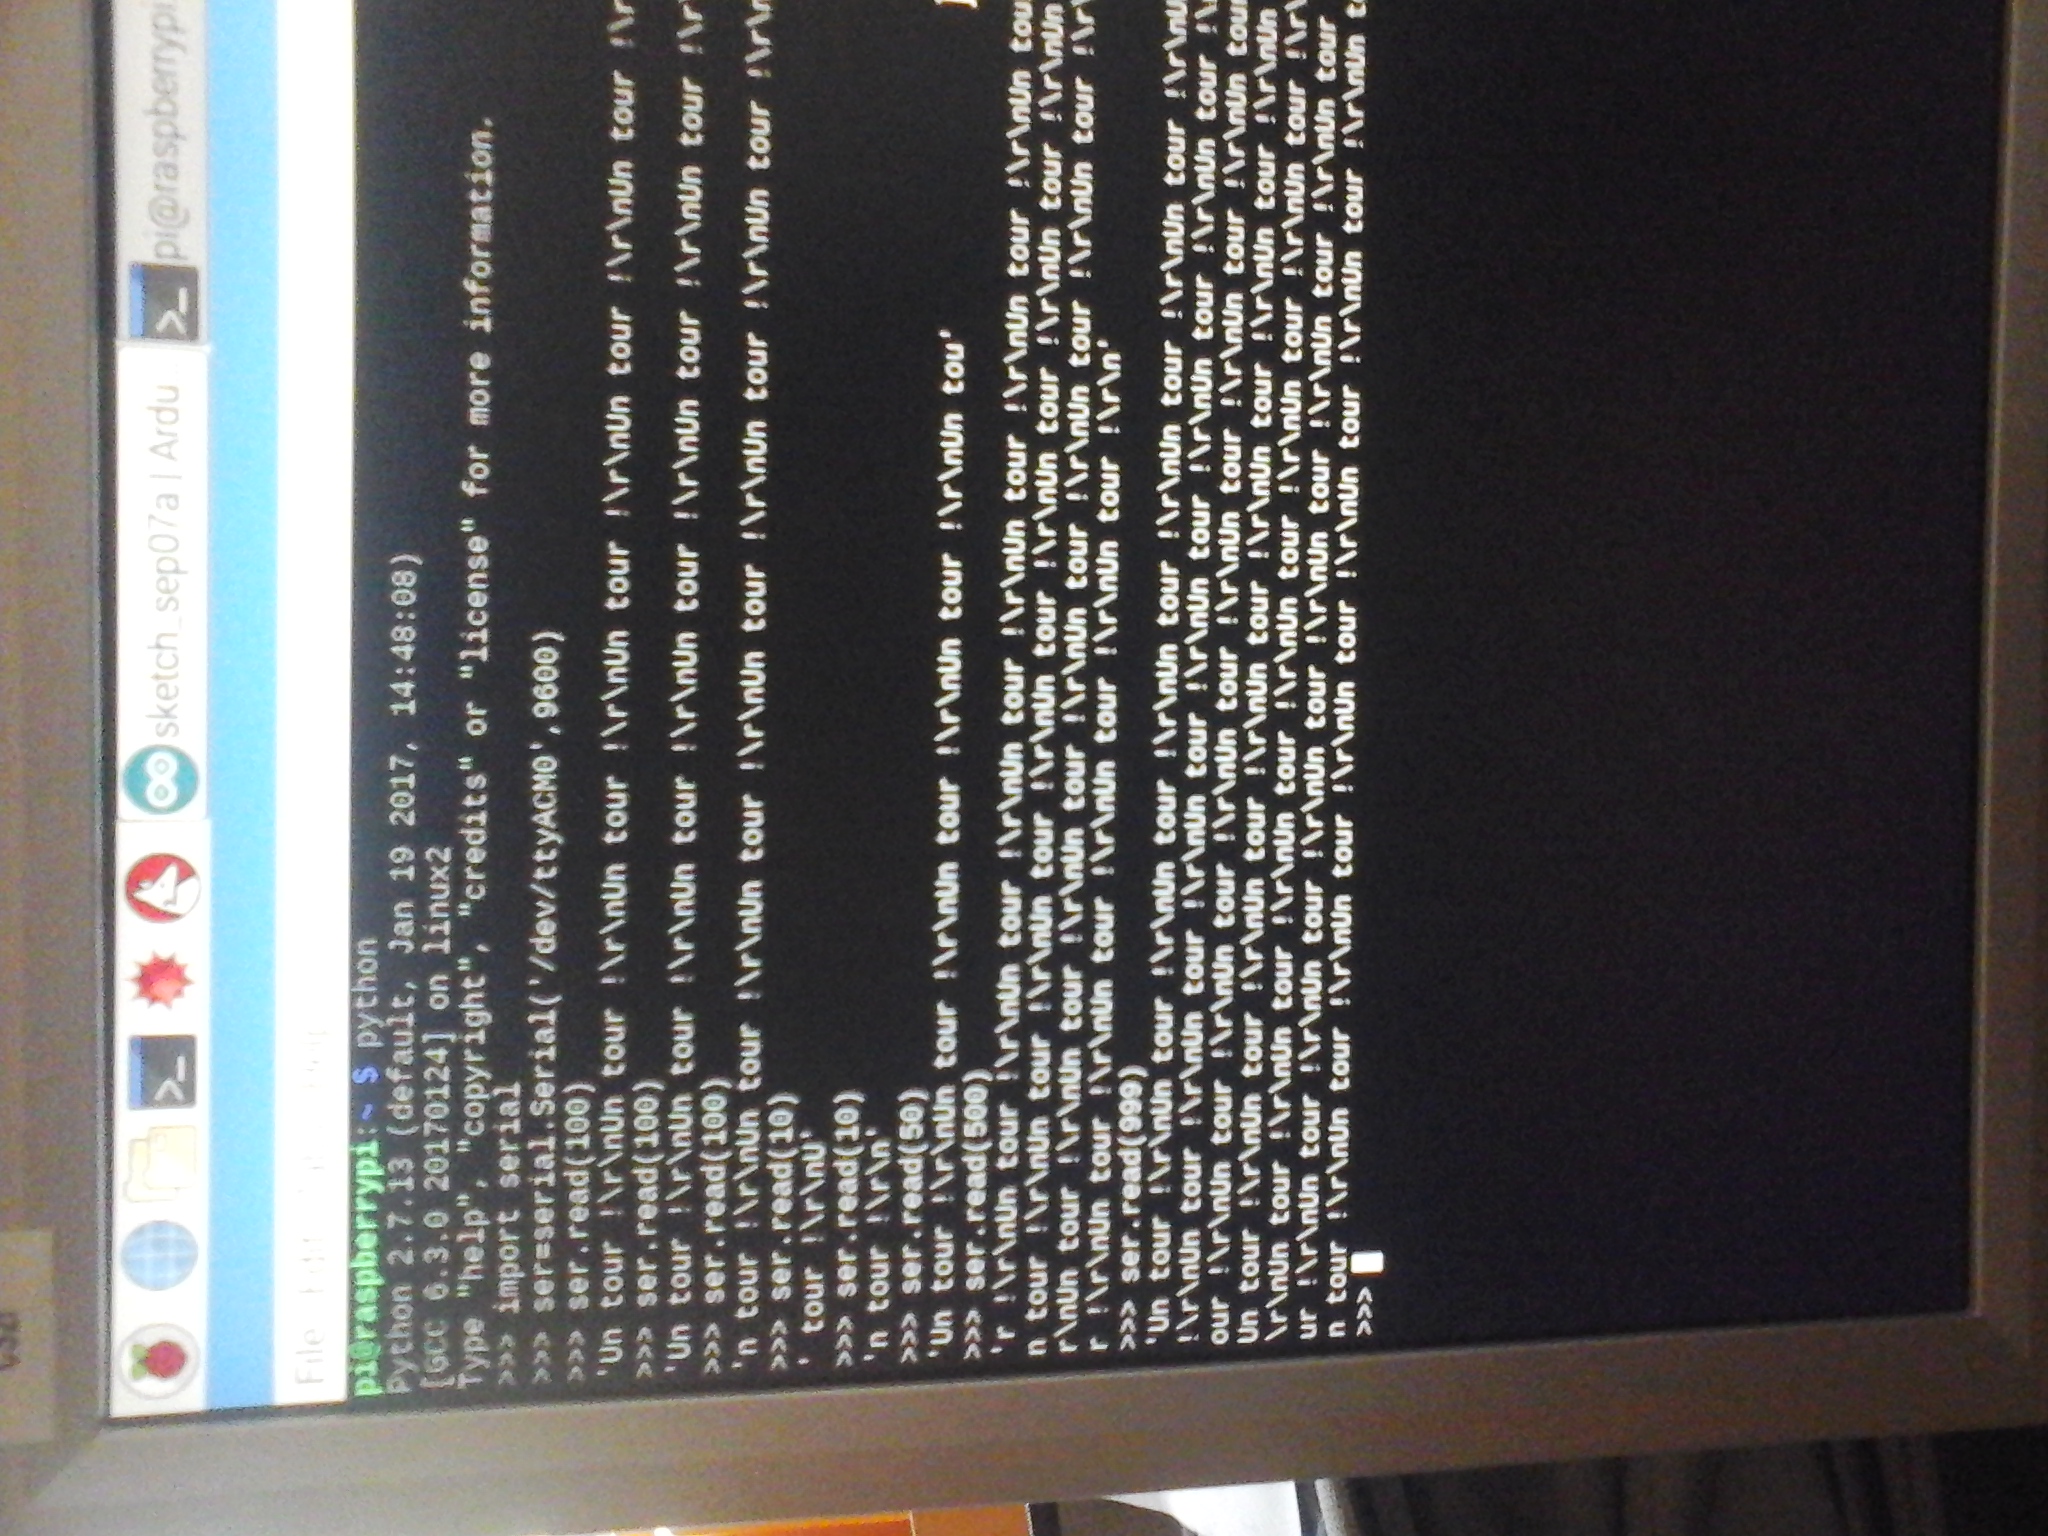 sketch_sep07a | Ardu
pi@raspberrypi:
File Edit
pi@raspberrypi:~ $ python
Python 2.7.13 (default, Jan 19 2017, 14:48:08)
[GCC 6.3.0 20170124] on linux2
Type "help", "copyright", "credits" or "license" for more information.
>>> import serial
>>> ser=serial.Serial('/dev/ttyACM0',9600)
>>> ser.read(100)
'Un tour !\r\nUn tour !\r\nUn tour !\r\nUn tour !\r\nUn tour !\r\nUn tour !\r
>>> ser.read(100)
'Un tour !\r\nUn tour !\r\nUn tour !\r\nUn tour !\r\nUn tour !\r\nUn tour !\r
>>> ser.read(100)
'n tour !\r\nUn tour !\r\nUn tour !\r\nUn tour !\r\nUn tour !\r\nUn tour !\r\n
>>> ser.read(10)
' tour !\r\nU'
>>> ser.read(10)
'n tour !\r\n'
>>> ser.read(50)
'Un tour !\r\nUn tour !\r\nUn tour !\r\nUn tour !\r\nUn tou'
>>> ser.read(500)
'r !\r\nUn tour !\r\nUn tour !\r\nUn tour !\r\nUn tour !\r\nUn tour !\r\nUn tou
n tour !\r\nUn tour !\r\nUn tour !\r\nUn tour !\r\nUn tour !\r\nUn tour !\r\nUn
r\nUn tour !\r\nUn tour !\r\nUn tour !\r\nUn tour !\r\nUn tour !\r\nUn tour !\r\
r !\r\nUn tour !\r\nUn tour !\r\nUn tour !\r\nUn tour !\r\n'
>>> ser.read(999)
'Un tour !\r\nUn tour !\r\nUn tour !\r\nUn tour !\r\nUn tour !\r\nUn tour !\r\nU
!\r\nUn tour !\r\nUn tour !\r\nUn tour !\r\nUn tour !\r\nUn tour !\r\nUn tour !\
our !\r\nUn tour !\r\nUn tour !\r\nUn tour !\r\nUn tour !\r\nUn tour !\r\nUn tour
Un tour !\r\nUn tour !\r\nUn tour !\r\nUn tour !\r\nUn tour !\r\nUn tour !\r\nUn
\r\nUn tour !\r\nUn tour !\r\nUn tour !\r\nUn tour !\r\nUn tour !\r\nUn tour !\r\
ur !\r\nUn tour !\r\nUn tour !\r\nUn tour !\r\nUn tour !\r\nUn tour !\r\nUn tour
n tour !\r\nUn tour !\r\nUn tour !\r\nUn tour !\r\nUn tour !\r\nUn tour !\r\nUn t
>>>